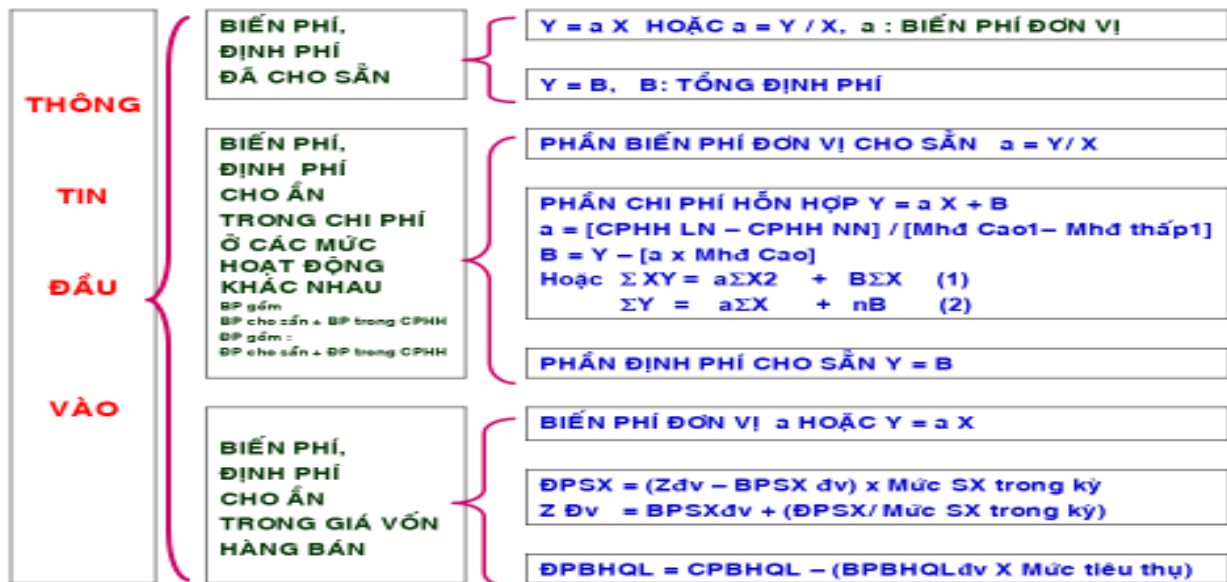 THÔNG
TIN
ĐẦU
VÀO
BIẾN PHÍ,
ĐỊNH PHÍ
ĐÃ CHO SẴN
Y = a X HOẶC a = Y / X, a : BIẾN PHÍ ĐƠN VỊ
Y = B, B: TỔNG ĐỊNH PHÍ
BIẾN PHÍ,
ĐỊNH PHÍ
CHO ẨN
TRONG CHI PHÍ
Ở CÁC MỨC
HOẠT ĐỘNG
KHÁC NHAU
BP gồm
BP cho sẵn + BP trong CPHH
ĐP gồm :
ĐP cho sẵn + ĐP trong CPHH
PHẦN BIẾN PHÍ ĐƠN VỊ CHO SẴN a = Y/ X
PHẦN CHI PHÍ HỖN HỢP Y = a X + B
a = [CPHH LN – CPHH NN] / [Mhđ Cao1– Mhđ thấp1]
B = Y – [a x Mhđ Cao]
Hoặc Σ XY = aΣX2 + BΣX (1)
ΣY = aΣX + nB (2)
PHẦN ĐỊNH PHÍ CHO SẴN Y = B
BIẾN PHÍ,
ĐỊNH PHÍ
CHO ẨN
TRONG GIÁ VỐN
HÀNG BÁN
BIẾN PHÍ ĐƠN VỊ a HOẶC Y = a X
ĐPSX = (Zđv – BPSX đv) x Mức SX trong kỳ
Z Đv = BPSXđv + (ĐPSX/ Mức SX trong kỳ)
ĐPBHQL = CPBHQL – (BPBHQLđv X Mức tiêu thụ)